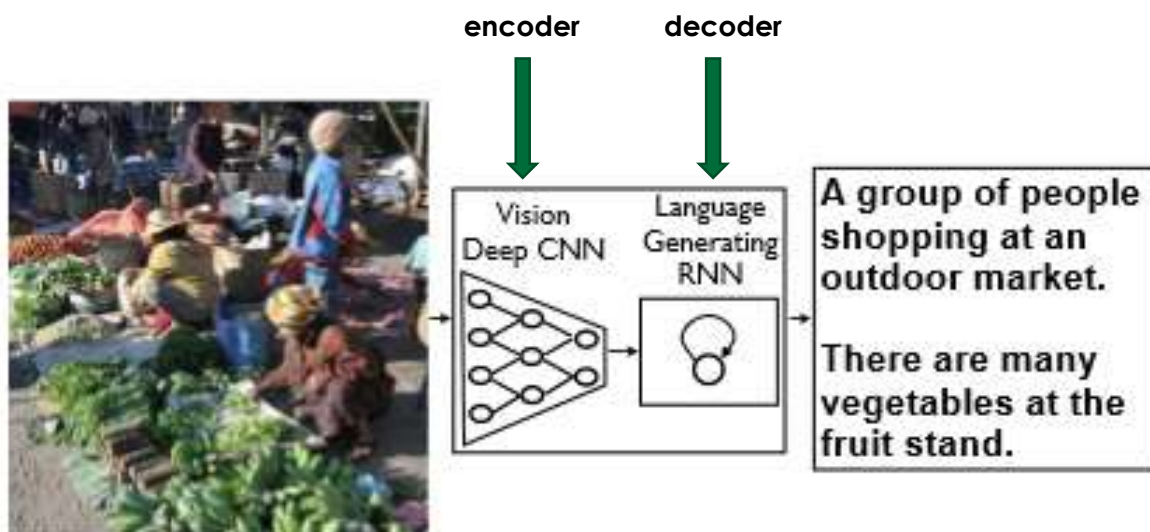 encoder
decoder
Vision
Deep CNN
Language
Generating
RNN
A group of people
shopping at an
outdoor market.
There are many
vegetables at the
fruit stand.